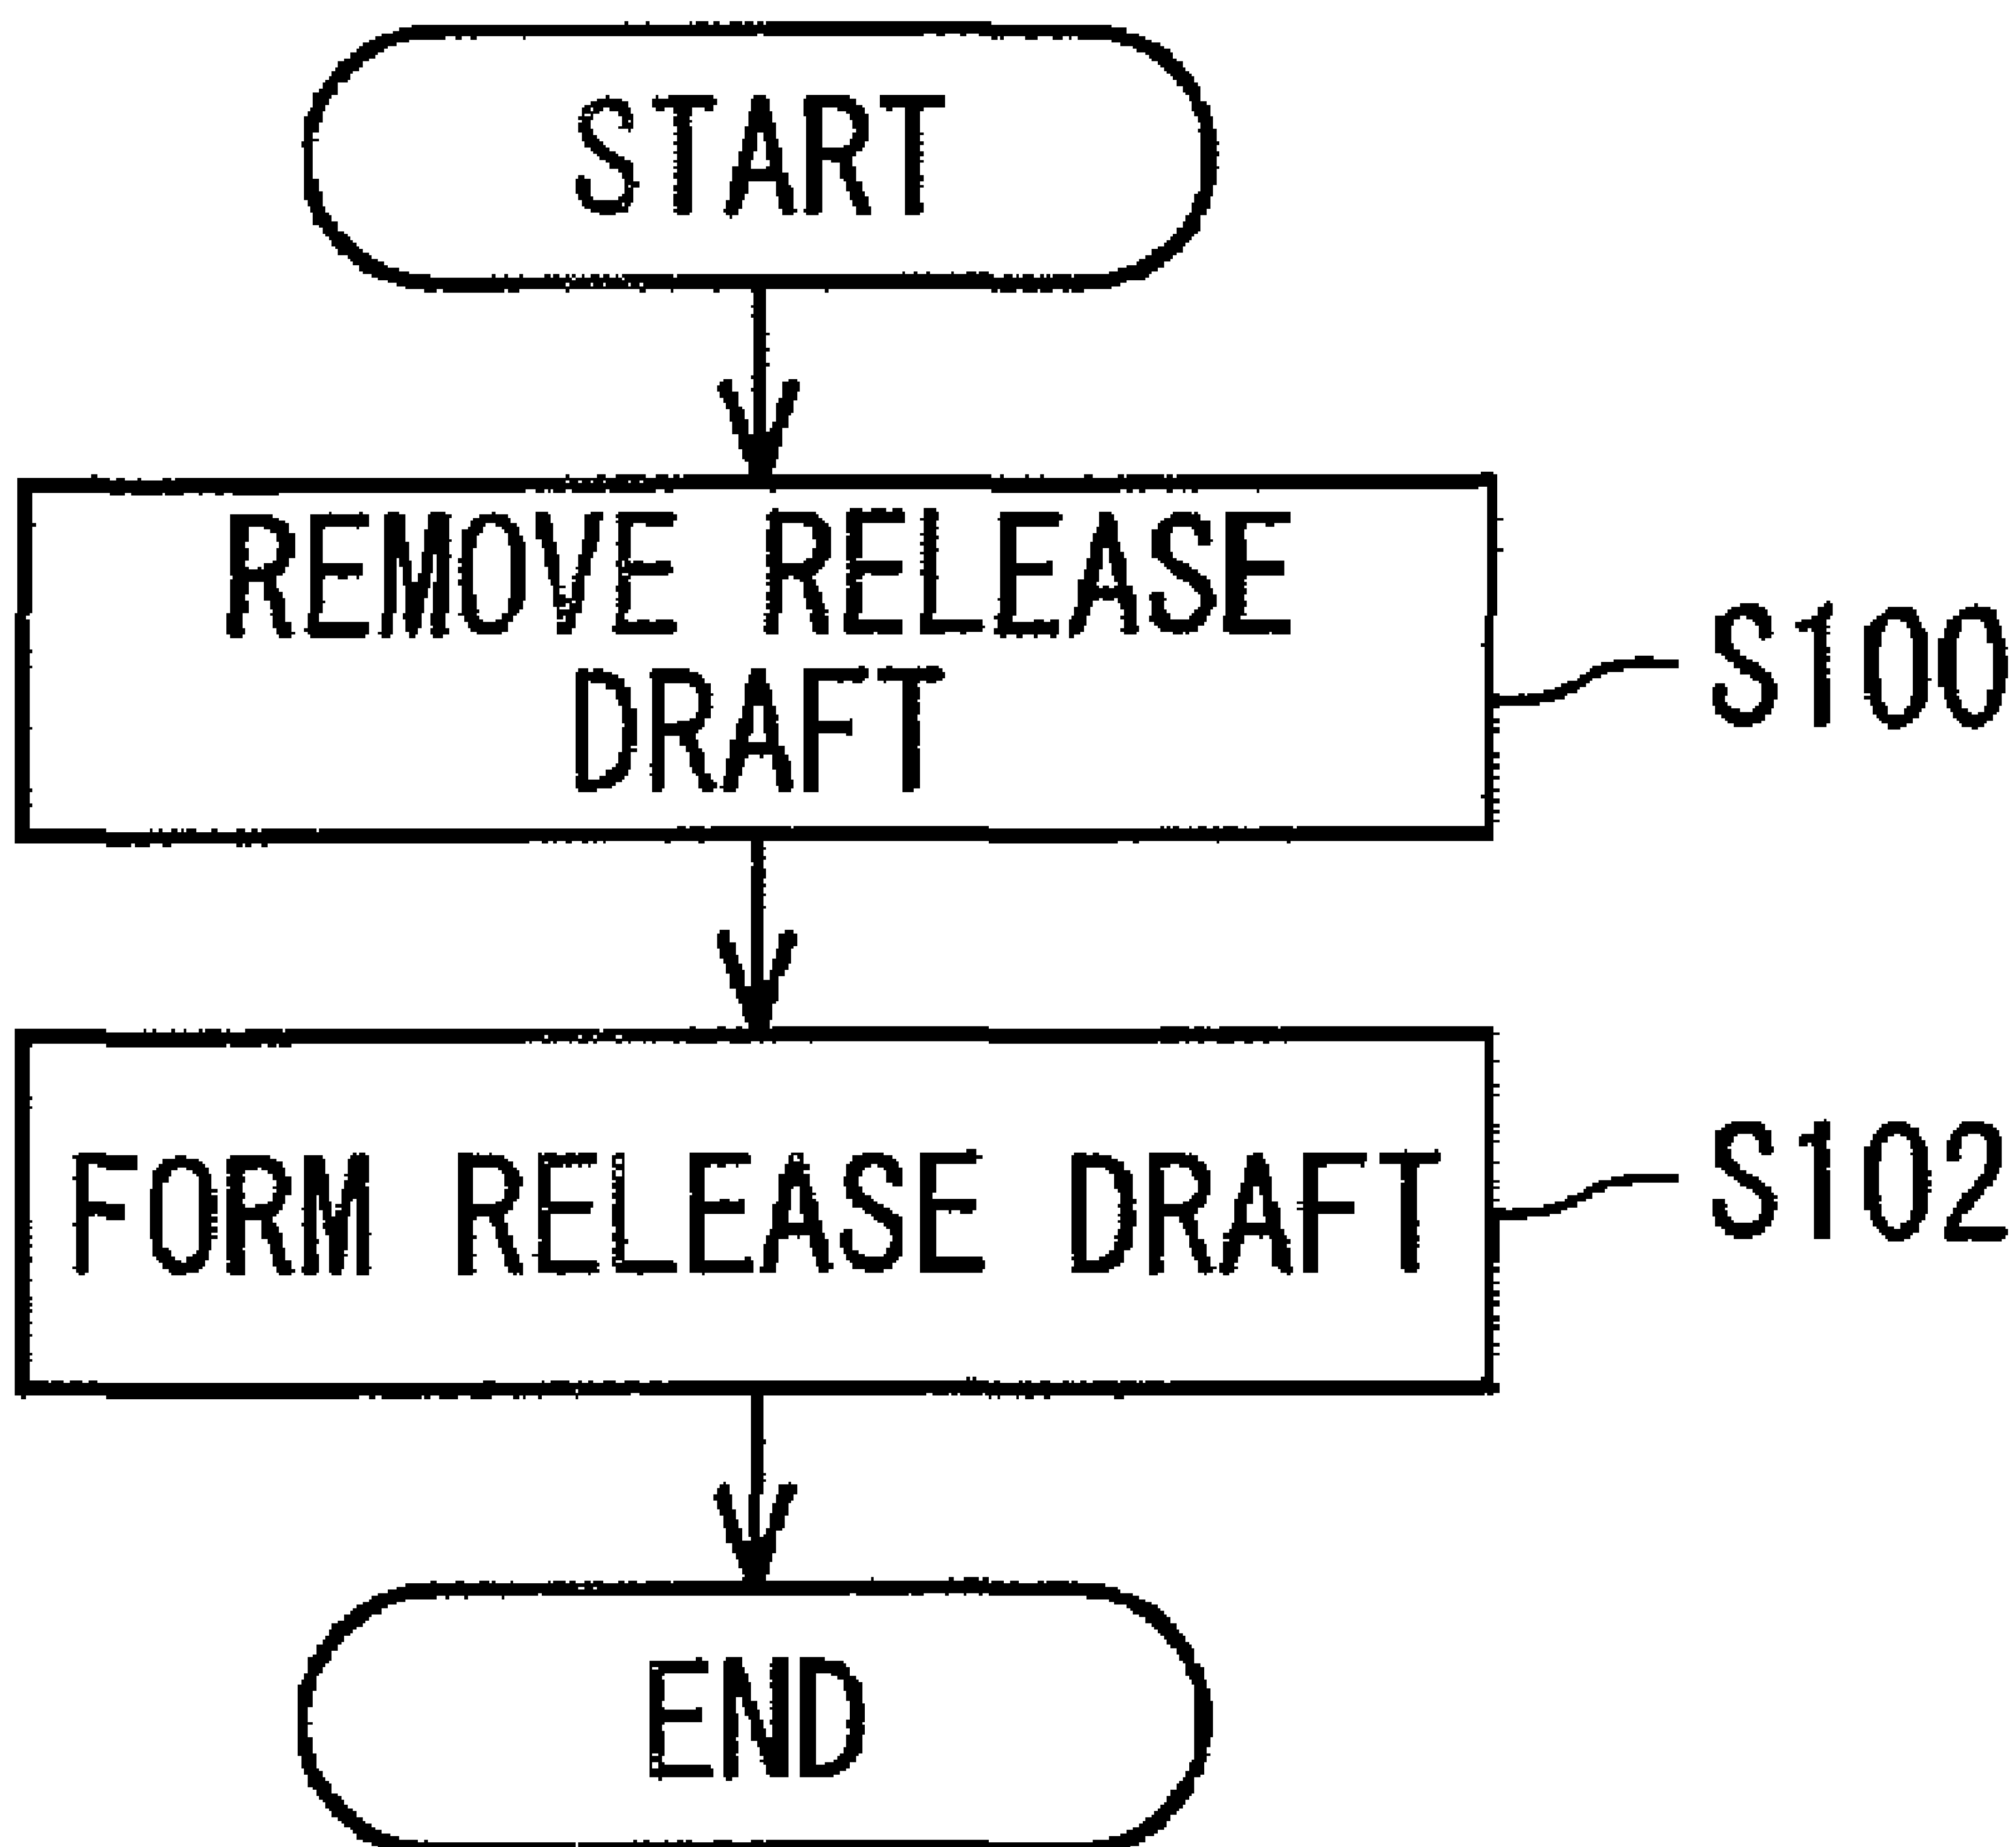 START
REMOVE RELEASE
DRAFT
S100
FORM RELEASE DRAFT
S102
END